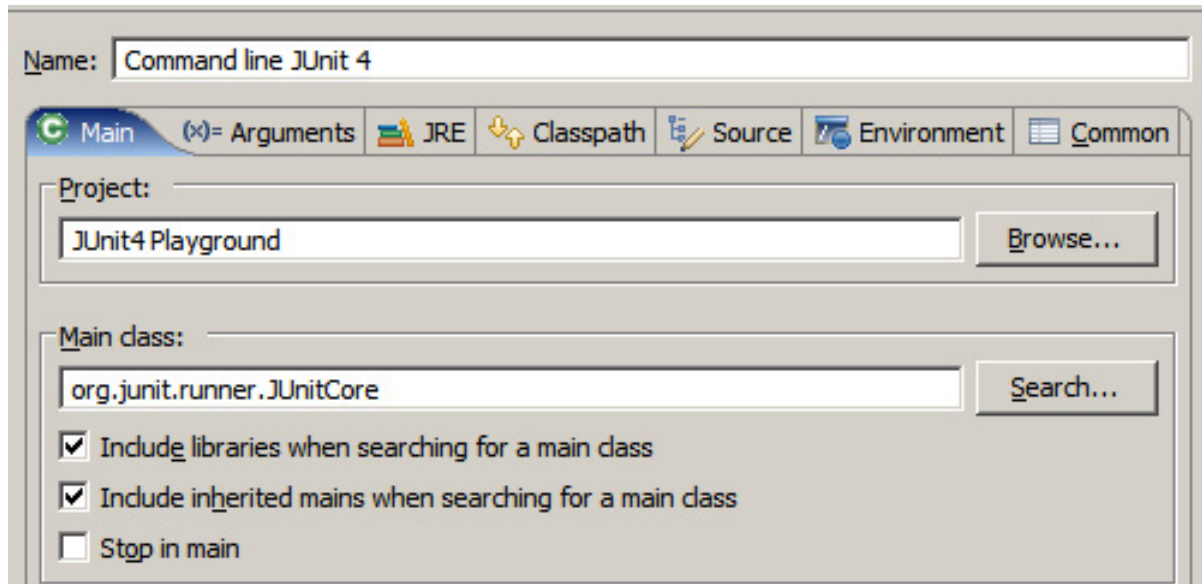 Name: Command line JUnit 4
Main (x)= Arguments JRE Classpath Source Environment Common
Project:
JUnit4 Playground Browse...
Main class:
org.junit.runner.JUnitCore Search...
Include libraries when searching for a main class
Include inherited mains when searching for a main class
Stop in main